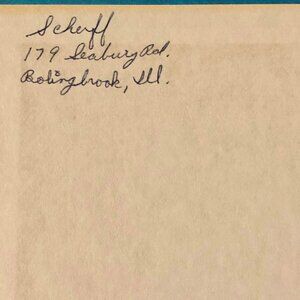 Scherff
179 Seabury Rd.
Bolingbrook, Ill.